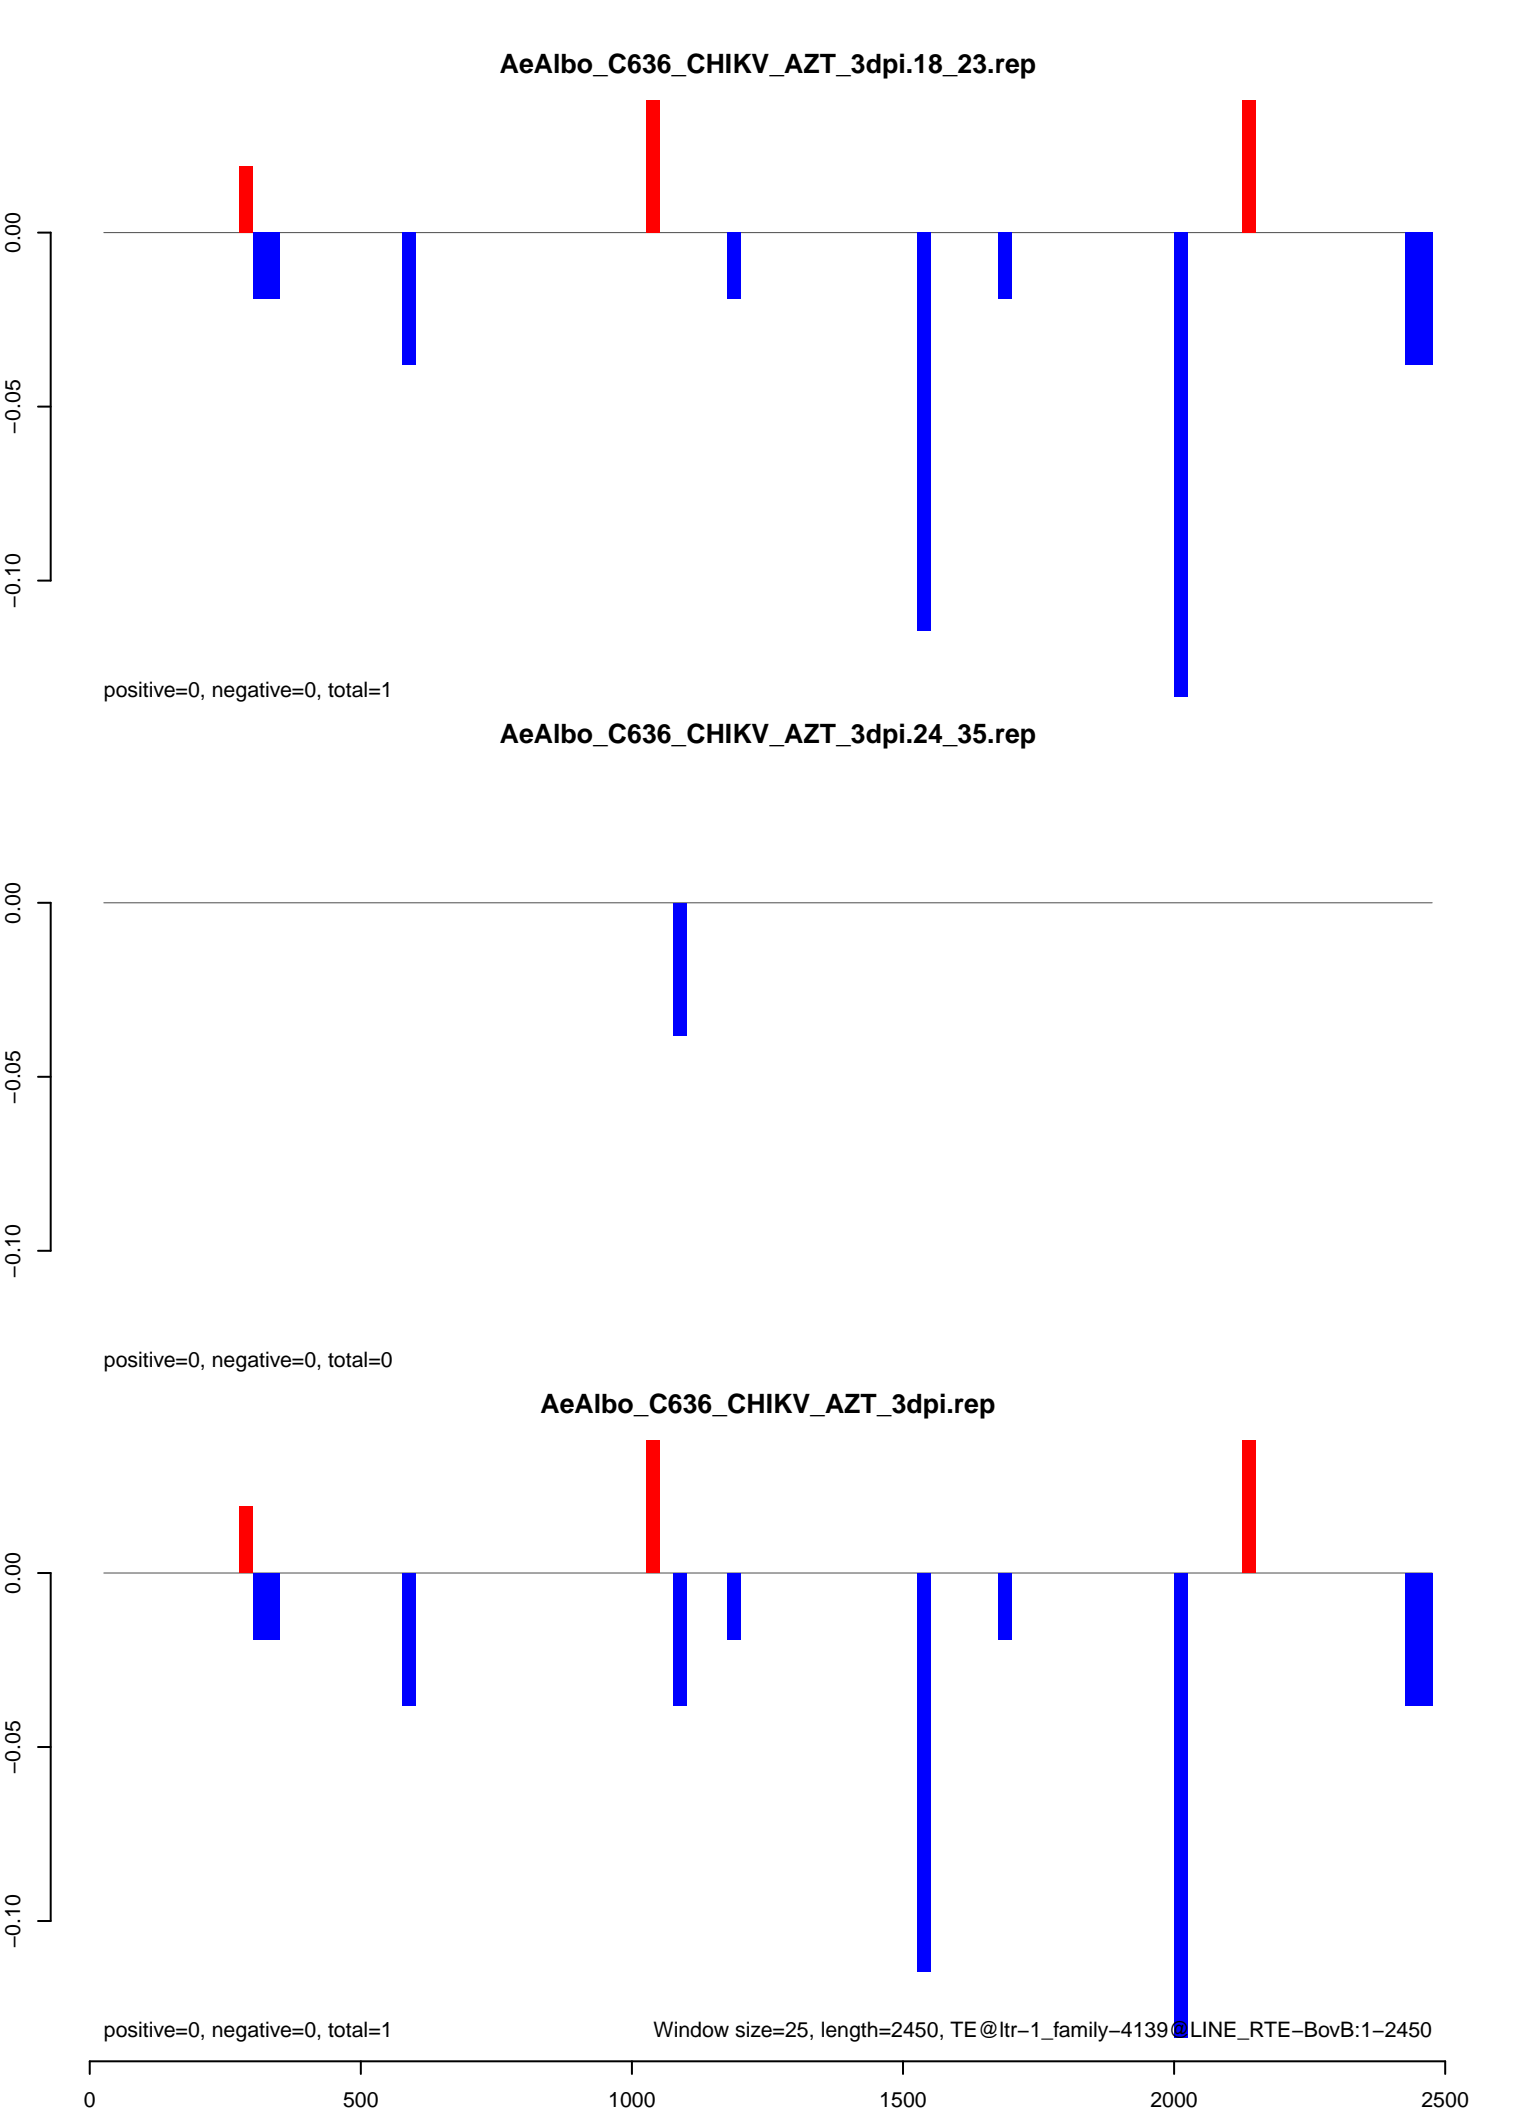 AeAlbo_C636_CHIKV_AZT_3dpi.18_23.rep
0.00
−0.05
−0.10
positive=0, negative=0, total=1
AeAlbo_C636_CHIKV_AZT_3dpi.24_35.rep
0.00
−0.05
−0.10
positive=0, negative=0, total=0
AeAlbo_C636_CHIKV_AZT_3dpi.rep
0.00
−0.05
−0.10
positive=0, negative=0, total=1
Window size=25, length=2450, TE@ltr−1_family−4139@LINE_RTE−BovB:1−2450
0 500 1000 1500 2000 2500